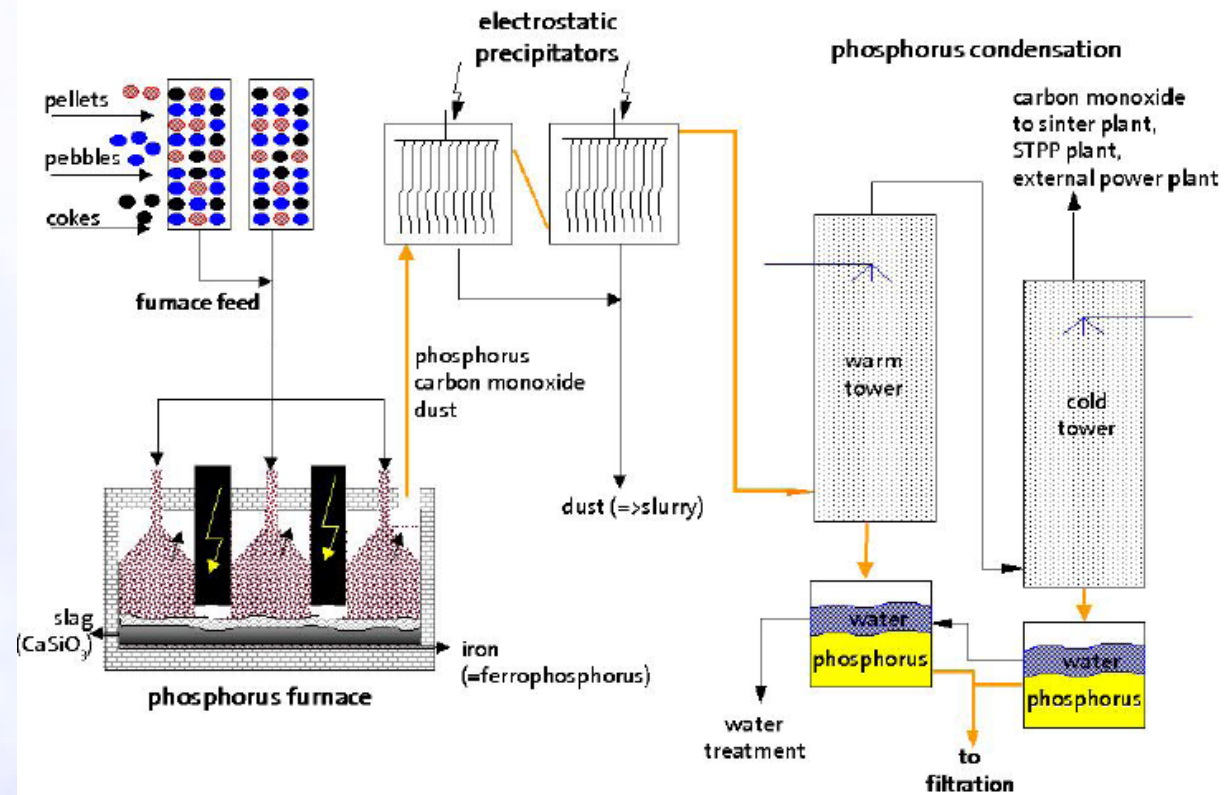 electrostatic
precipitators
phosphorus condensation
pellets
pebbles
cokes
furnace feed
carbon monoxide
to sinter plant,
STPP plant,
external power plant
phosphorus
carbon monoxide
dust
warm
tower
cold
tower
dust (=>slurry)
slag
(CaSiO3)
iron
(=ferrophosphorus)
phosphorus furnace
water
phosphorus
water
phosphorus
water
treatment
to
filtration